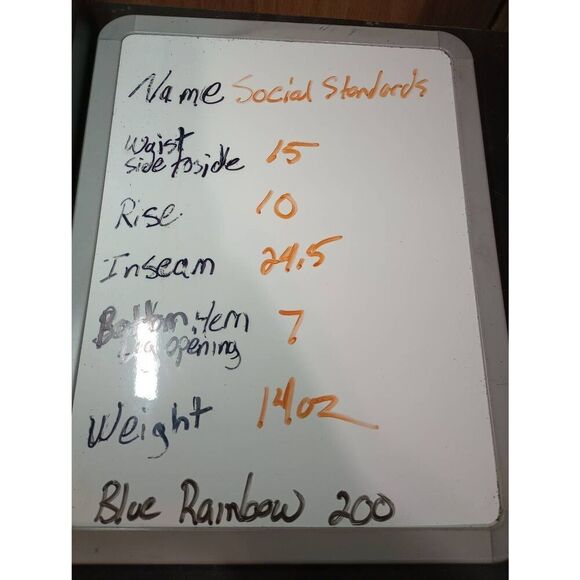 Name Social Standards
Waist
side to side 15
Rise 10
Inseam 24.5
Bottom Hem 7
Leg opening
Weight 14oz
Blue Rainbow 200